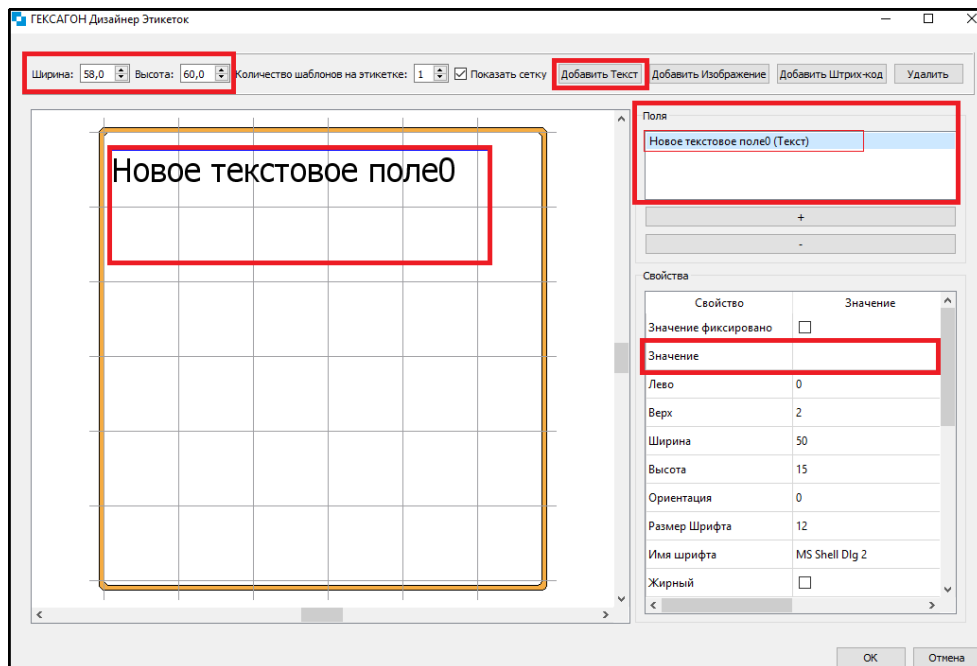 ГЕКСАГОН Дизайнер Этикеток
Ширина: 58,0 Высота: 60,0 Количество шаблонов на этикетке: 1 Показать сетку Добавить Текст Добавить Изображение Добавить Штрих-код Удалить
Новое текстовое поле0
Поля
Новое текстовое поле0 (Текст)
+
-
Свойства
Свойство Значение
Значение фиксировано
Значение
Лево 0
Верх 2
Ширина 50
Высота 15
Ориентация 0
Размер Шрифта 12
Имя шрифта MS Shell Dlg 2
Жирный
OK Отмена